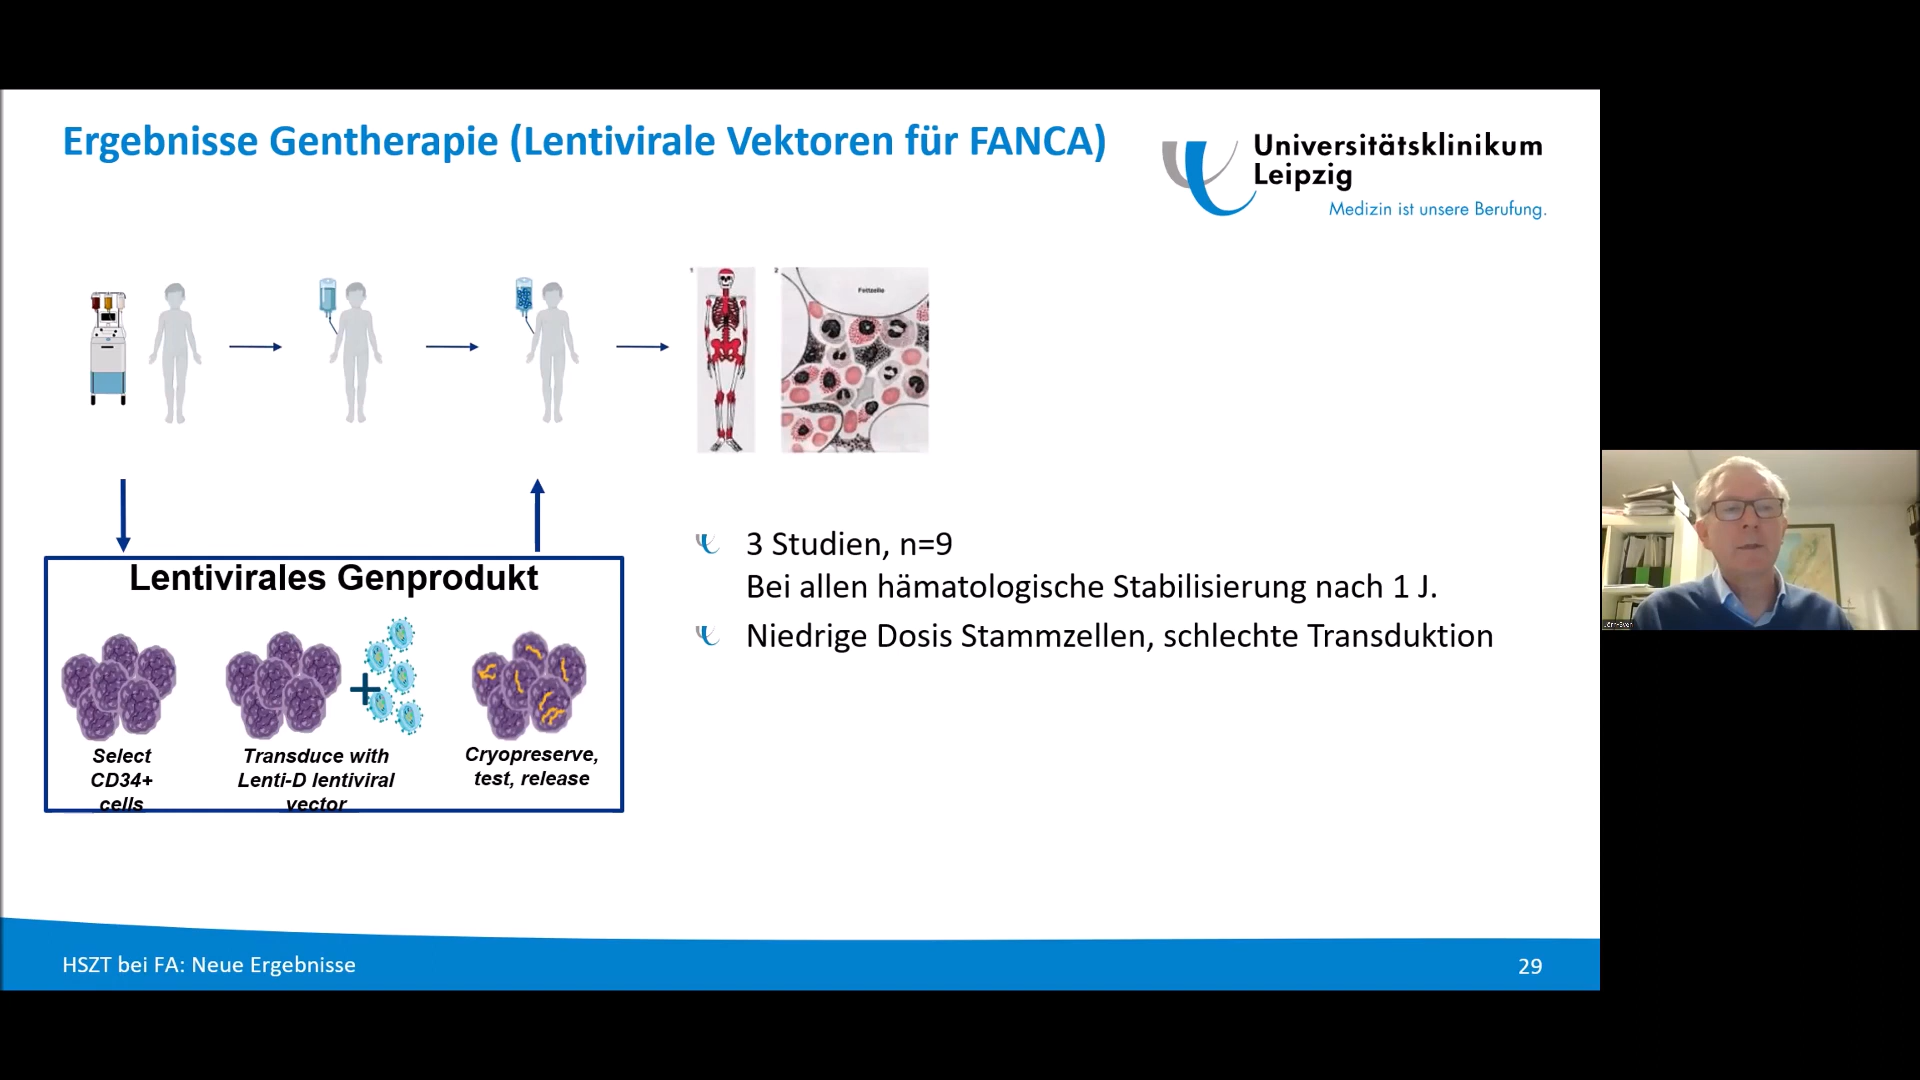 Ergebnisse Gentherapie (Lentivirale Vektoren für FANCA)
Universitätsklinikum
Leipzig
Medizin ist unsere Berufung.
1
2
Fettzelle
3 Studien, n=9
Bei allen hämatologische Stabilisierung nach 1 J.
Niedrige Dosis Stammzellen, schlechte Transduktion
Lentivirales Genprodukt
Select
CD34+
cells
Transduce with
Lenti-D lentiviral
vector
Cryopreserve,
test, release
HSZT bei FA: Neue Ergebnisse
29